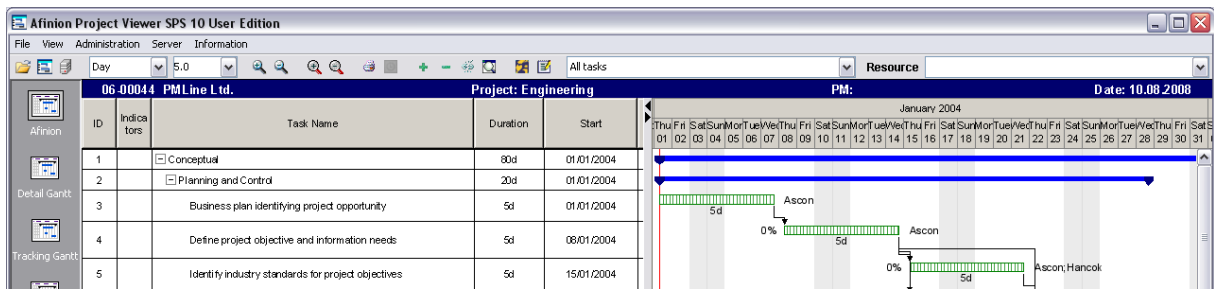 Afinion Project Viewer SPS 10 User Edition
File View Administration Server Information
Day 5.0 All tasks Resource
06-00044 PMLine Ltd. Project: Engineering PM: Date: 10.08.2008
January 2004
ID Indica tors Task Name Duration Start
Thu Fri Sat Sun Mon Tue Wed Thu Fri Sat Sun Mon Tue Wed Thu Fri Sat Sun Mon Tue Wed Thu Fri Sat Sun Mon Tue Wed Thu Fri Sat S
01 02 03 04 05 06 07 08 09 10 11 12 13 14 15 16 17 18 19 20 21 22 23 24 25 26 27 28 29 30 31
Afinion
1 Conceptual 80d 01/01/2004
2 Planning and Control 20d 01/01/2004
Detail Gantt
3 Business plan identifying project opportunity 5d 01/01/2004 Ascon
5d
4 Define project objective and information needs 5d 08/01/2004 0% Ascon
5d
Tracking Gantt
5 Identify industry standards for project objectives 5d 15/01/2004 0% Ascon; Hancok
5d